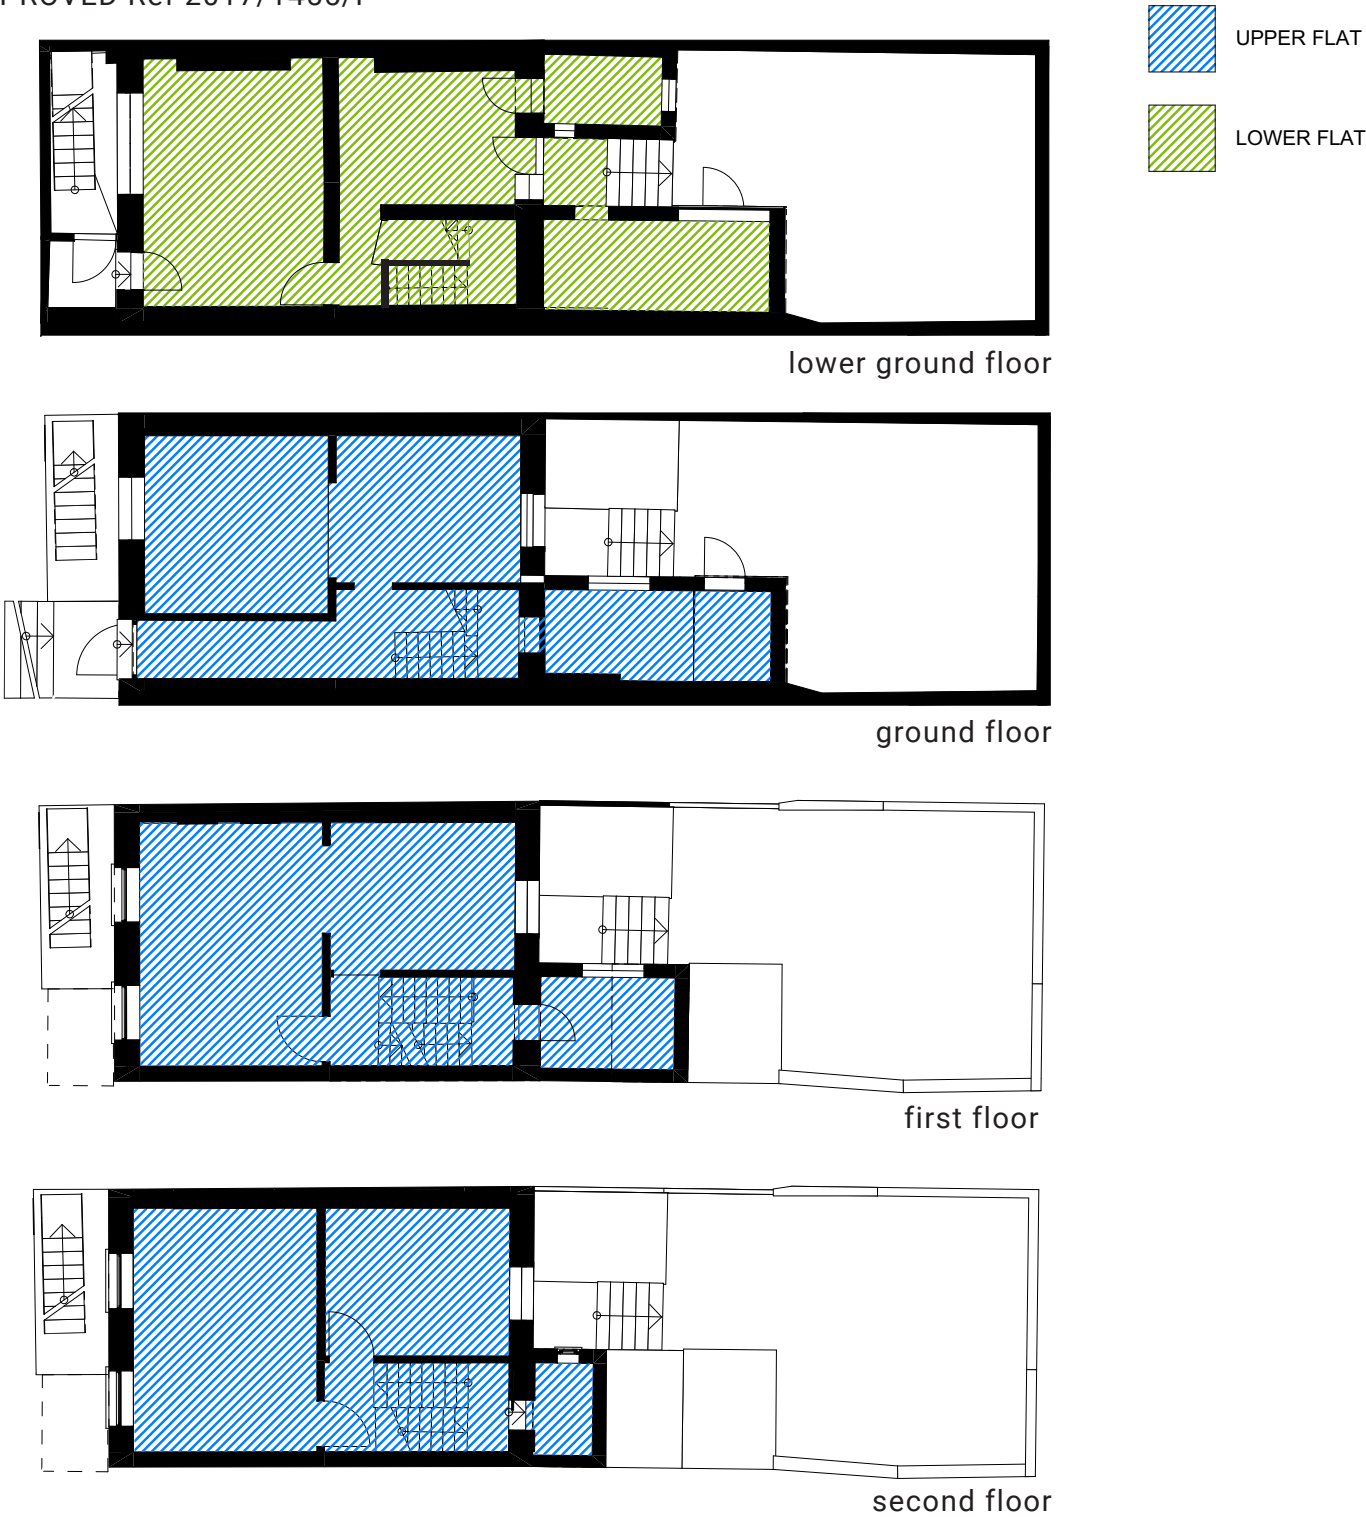 UPPER FLAT
LOWER FLAT
lower ground floor
ground floor
first floor
second floor